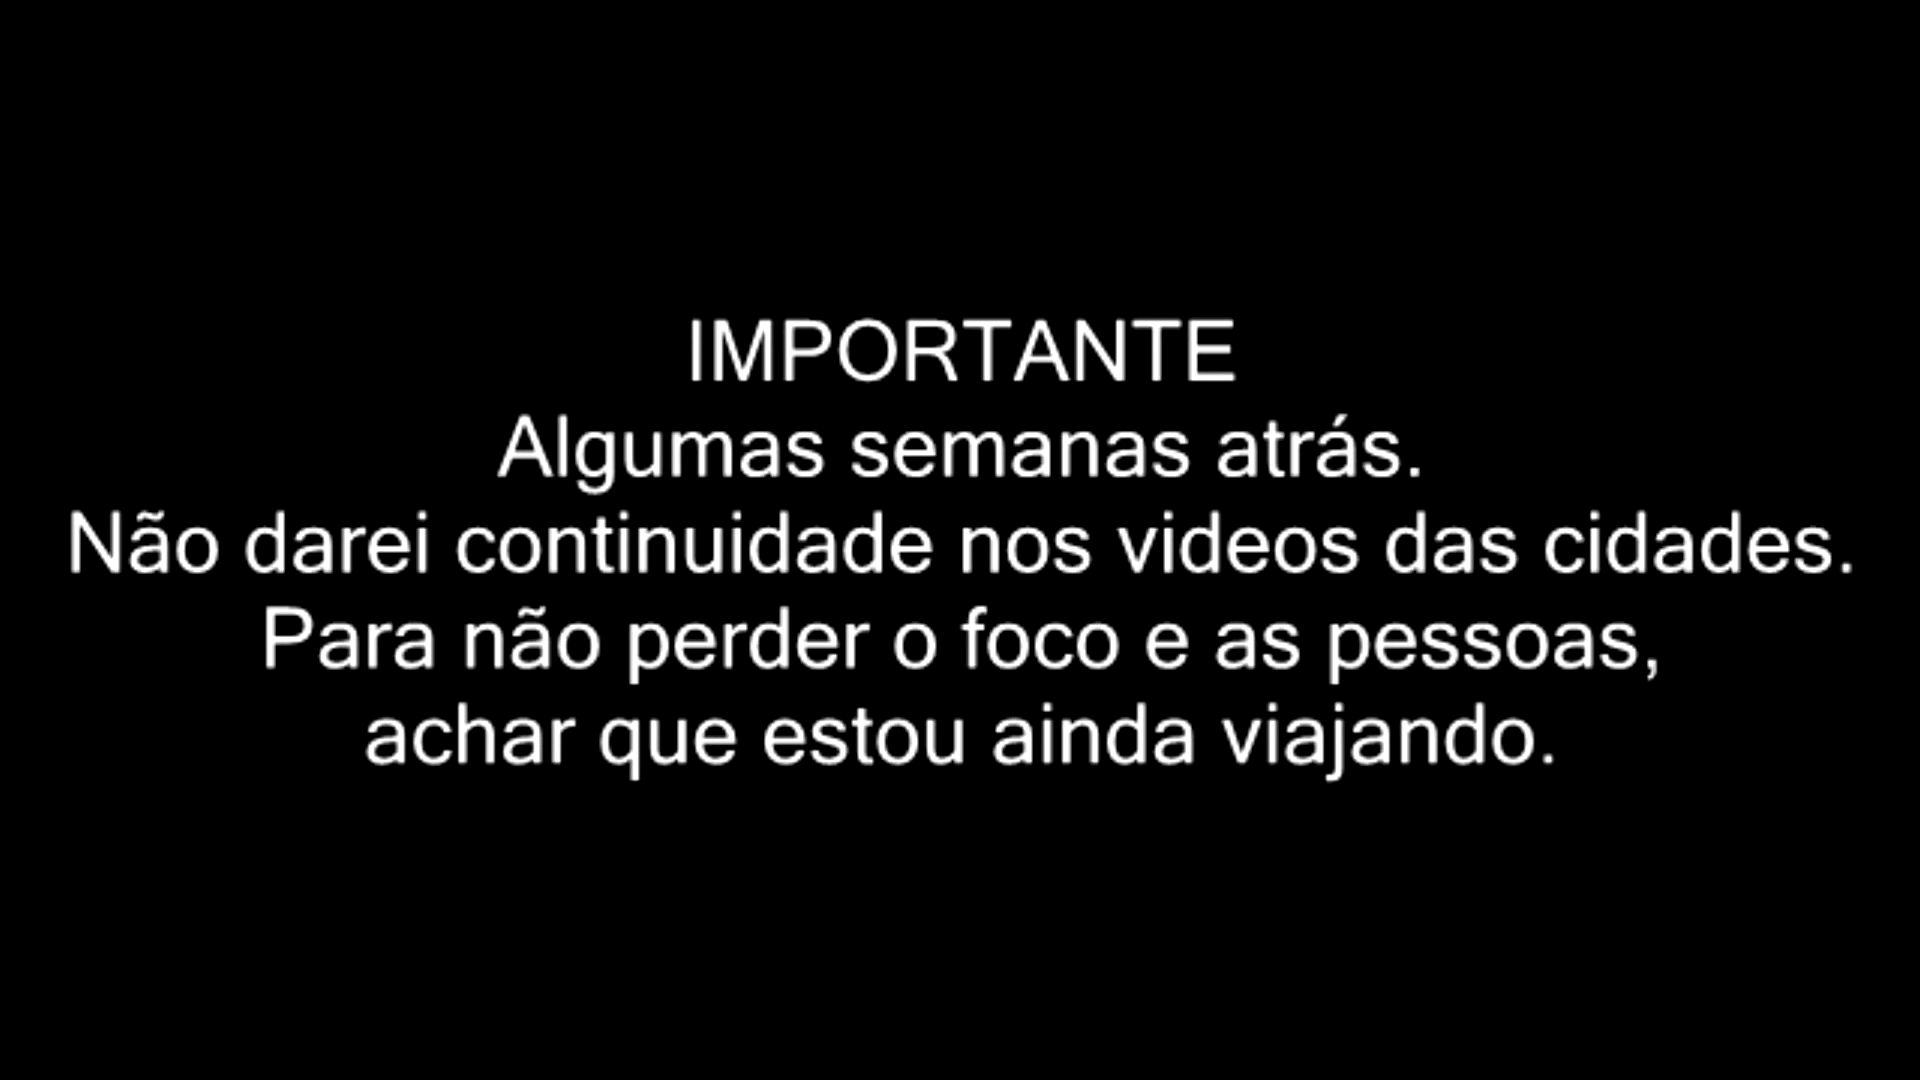 IMPORTANTE
Algumas semanas atrás.
Não darei continuidade nos videos das cidades.
Para não perder o foco e as pessoas,
achar que estou ainda viajando.